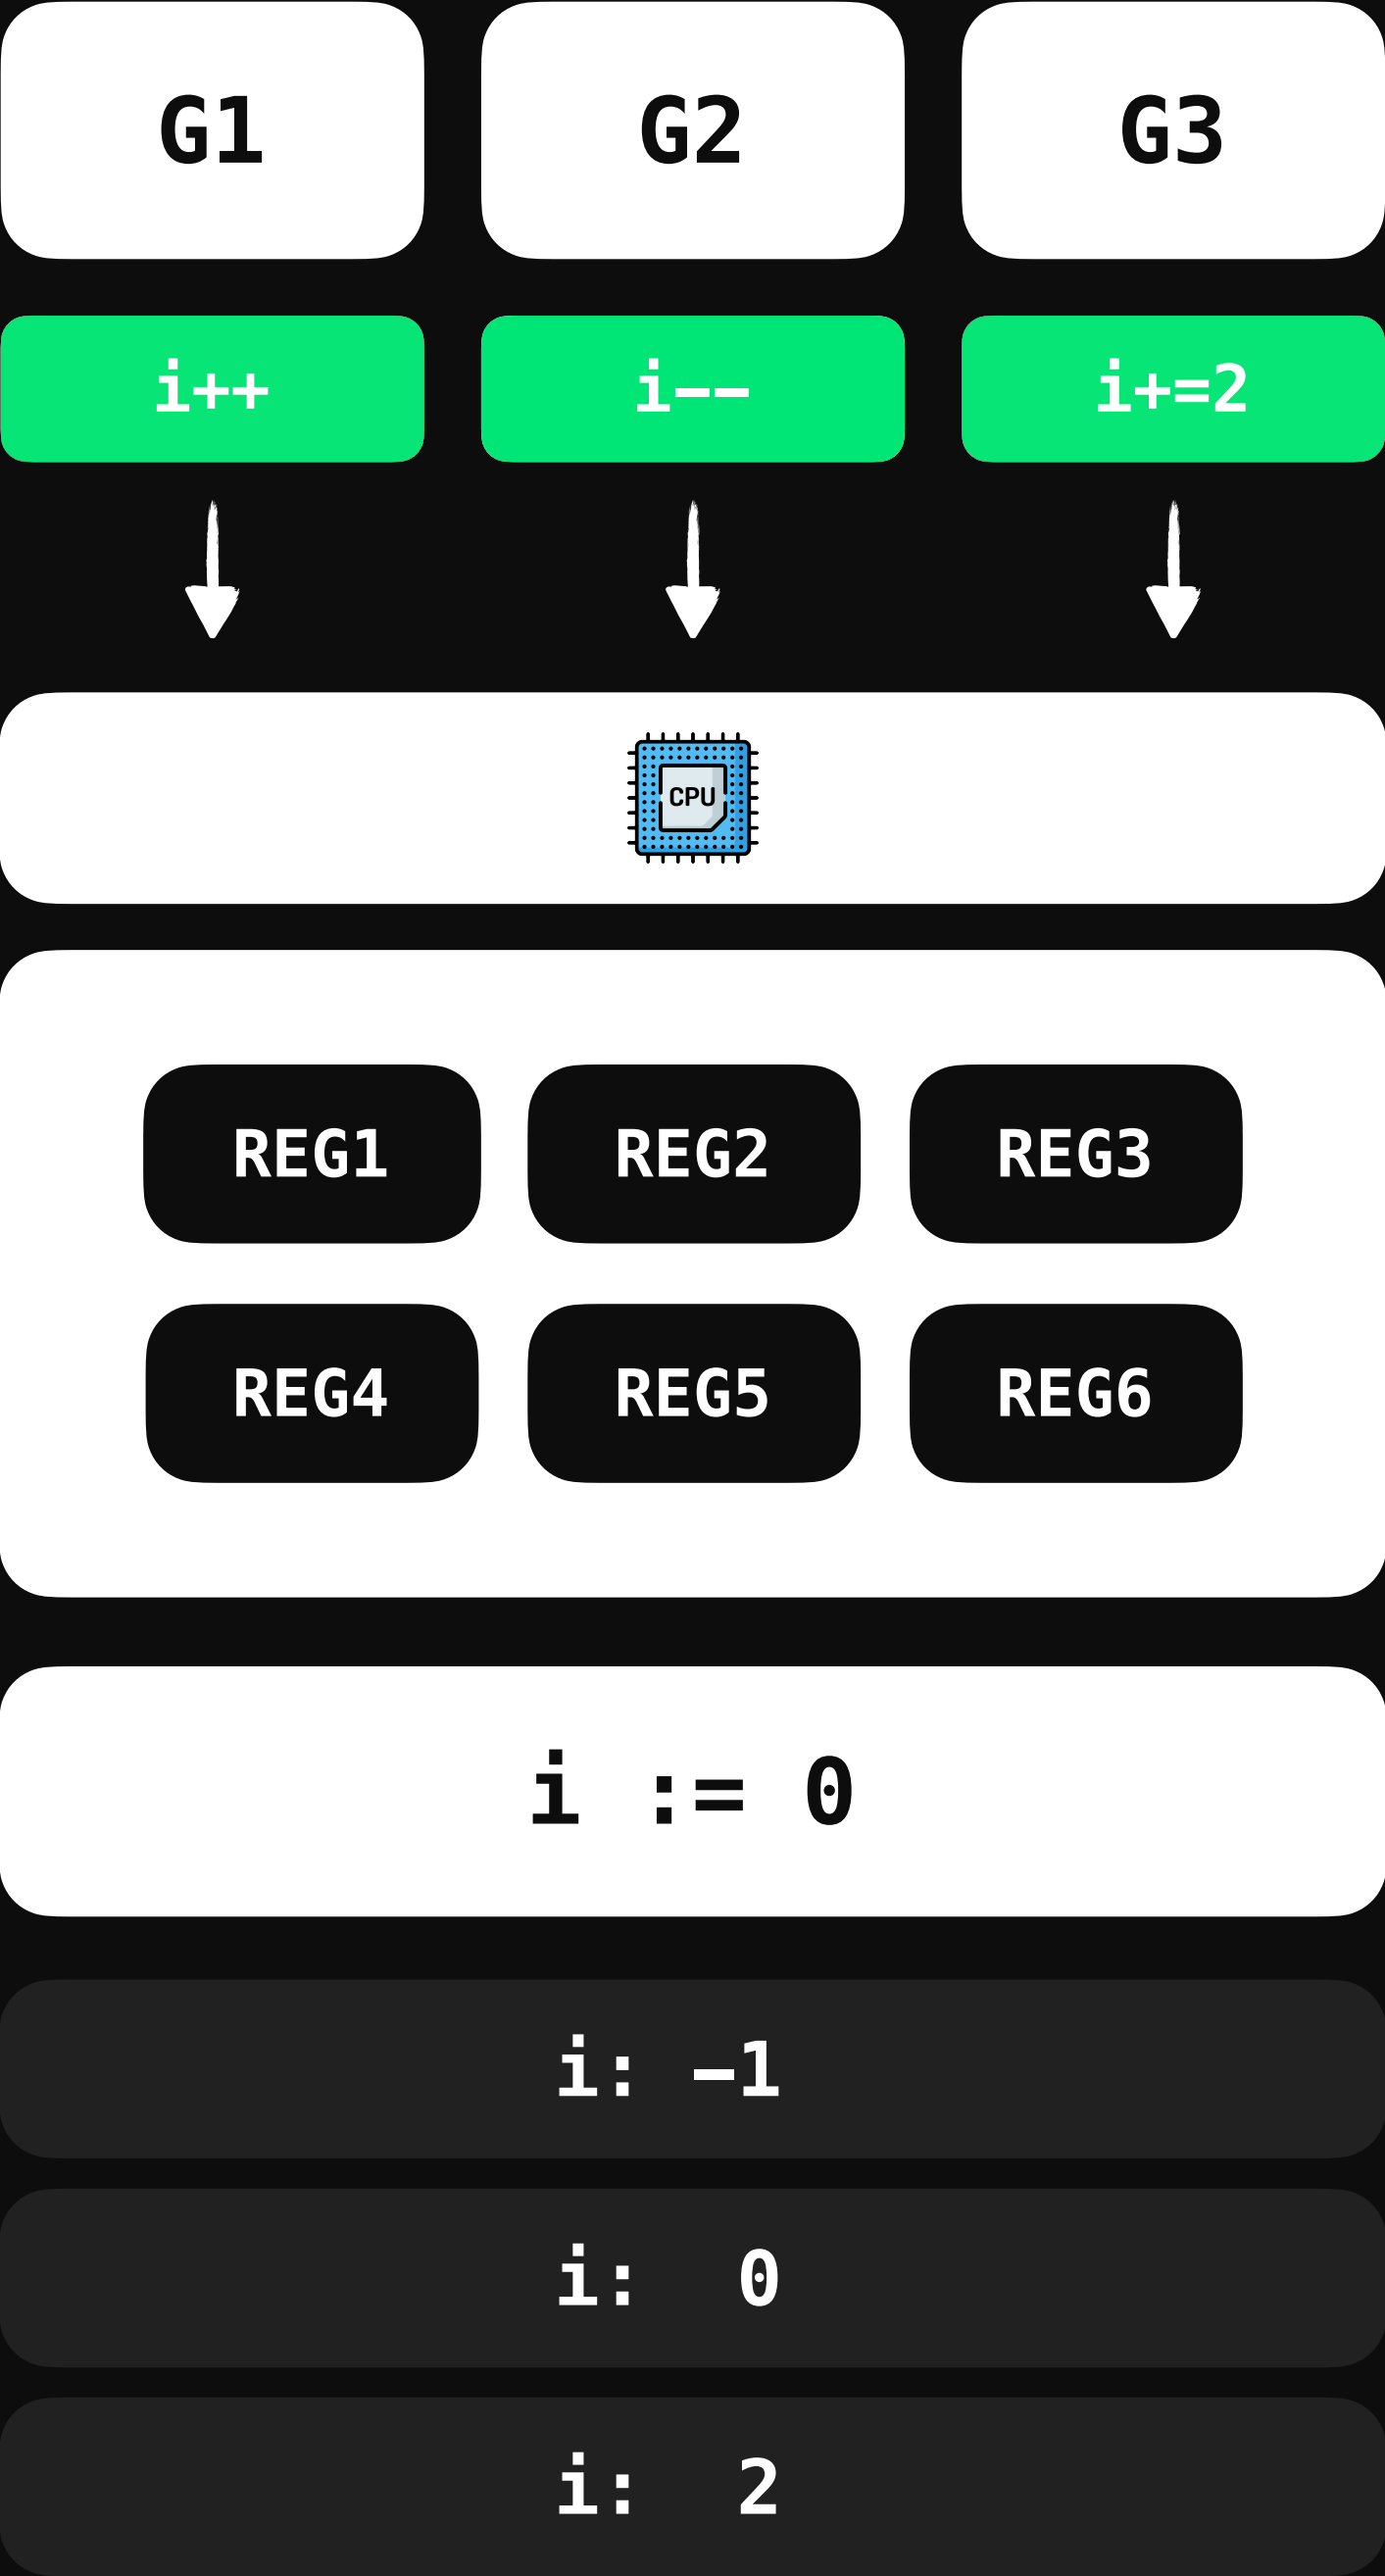 G1 G2 G3
i++ i-- i+=2
CPU
REG1 REG2 REG3
REG4 REG5 REG6
i := 0
i: -1
i: 0
i: 2